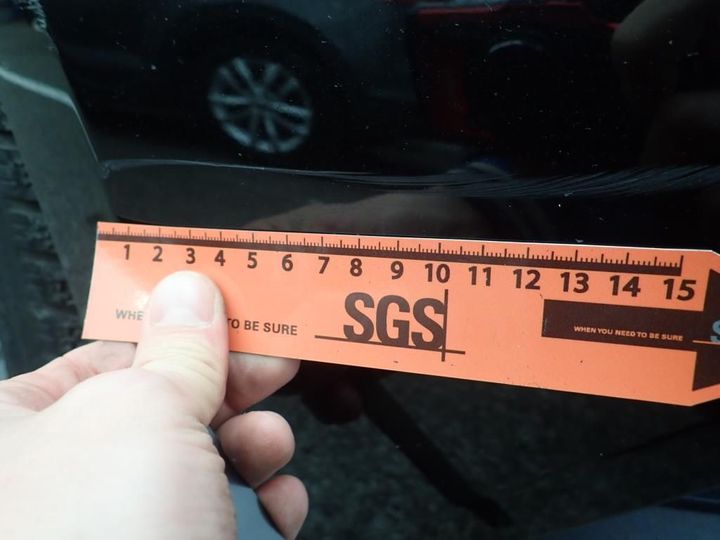 1 2 3 4 5 6 7 8 9 10 11 12 13 14 15
WHE TO BE SURE
SGS
WHEN YOU NEED TO BE SURE
S